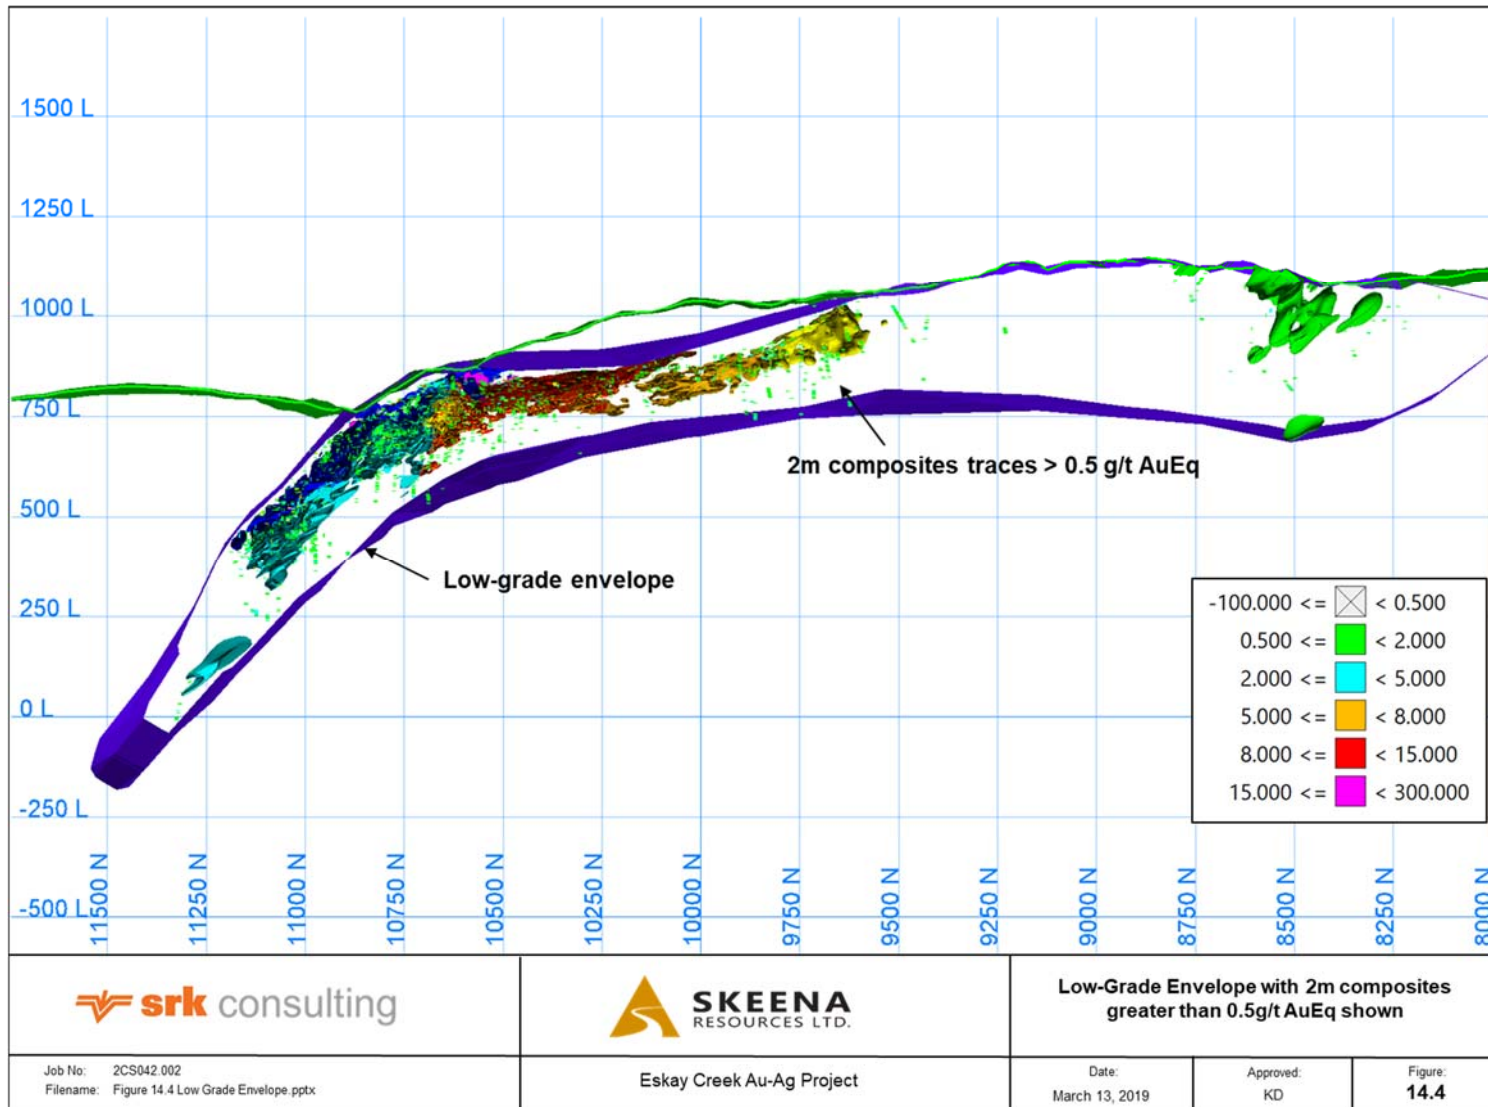 1500 L
1250 L
1000 L
750 L
500 L
250 L
0 L
-250 L
-500 L
2m composites traces > 0.5 g/t AuEq
Low-grade envelope
-100.000 <= < 0.500
0.500 <= < 2.000
2.000 <= < 5.000
5.000 <= < 8.000
8.000 <= < 15.000
15.000 <= < 300.000
11500 N
11250 N
11000 N
10750 N
10500 N
10250 N
10000 N
9750 N
9500 N
9250 N
9000 N
8750 N
8500 N
8250 N
8000 N
srk consulting
SKEENA
RESOURCES LTD.
Low-Grade Envelope with 2m composites
greater than 0.5g/t AuEq shown
Job No: 2CS042.002
Filename: Figure 14.4 Low Grade Envelope.pptx
Eskay Creek Au-Ag Project
Date:
March 13, 2019
Approved:
KD
Figure:
14.4